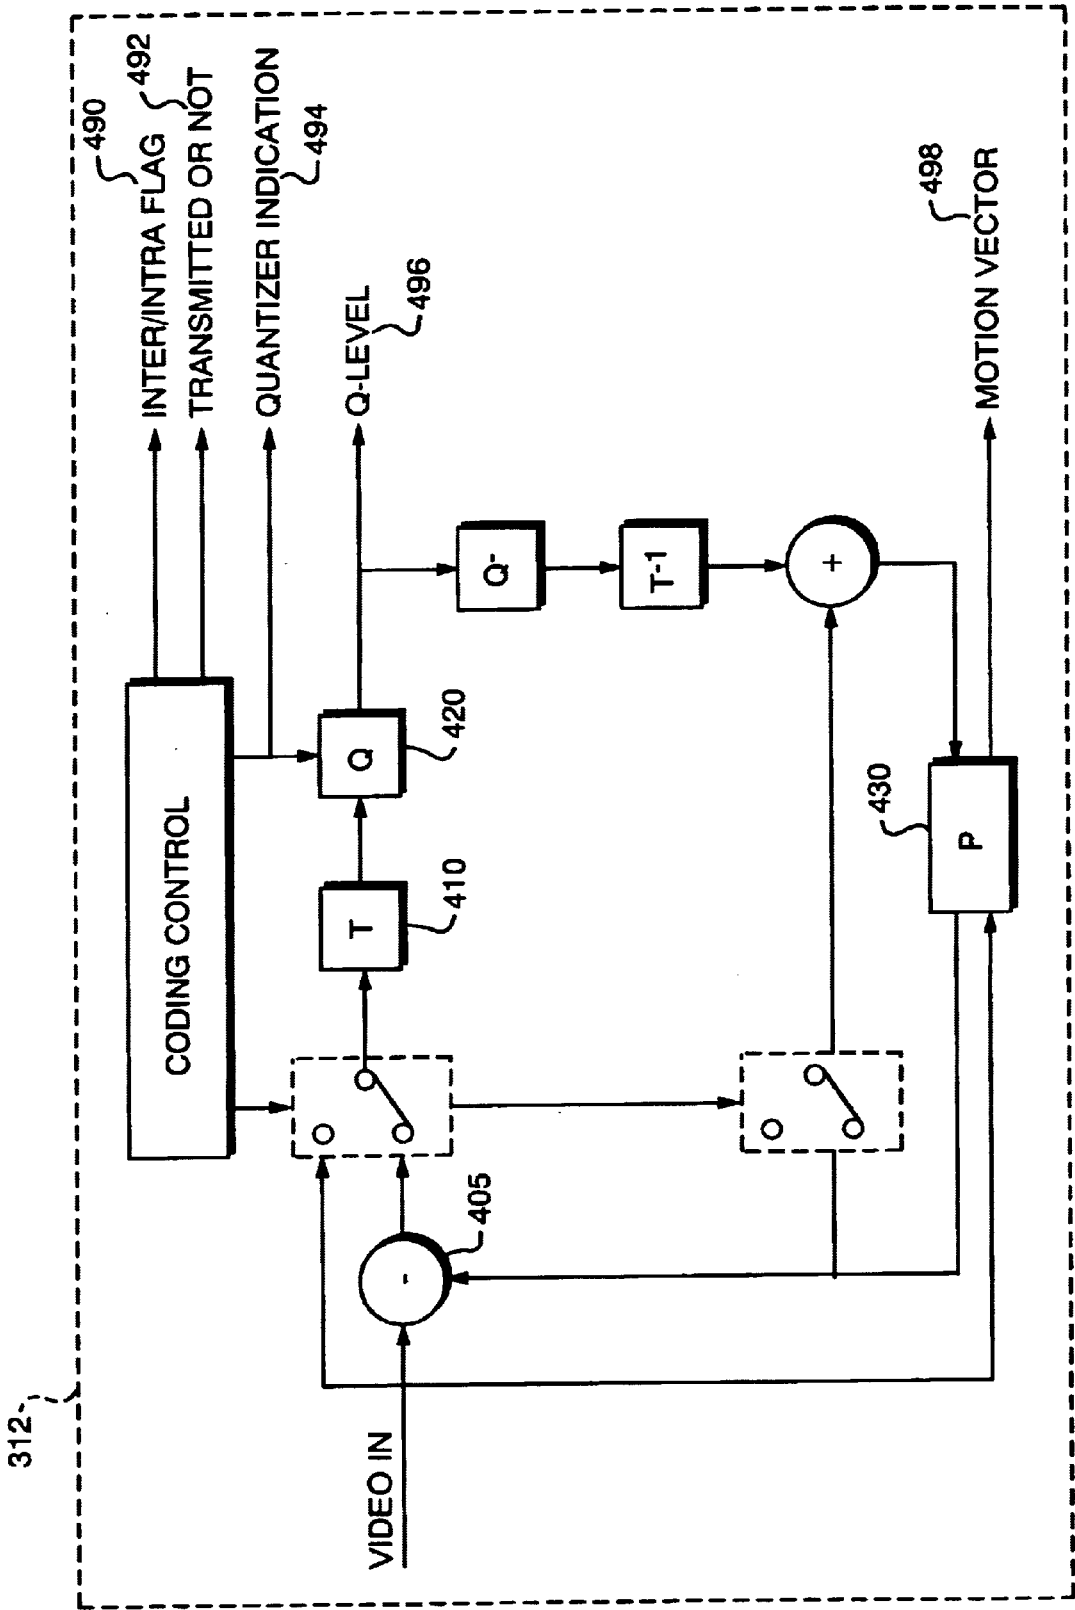 312
490
INTER/INTRA FLAG
492
TRANSMITTED OR NOT
QUANTIZER INDICATION
494
CODING CONTROL
Q-LEVEL
496
T
410
Q
420
Q-
T-1
+
VIDEO IN
-
405
430
P
498
MOTION VECTOR